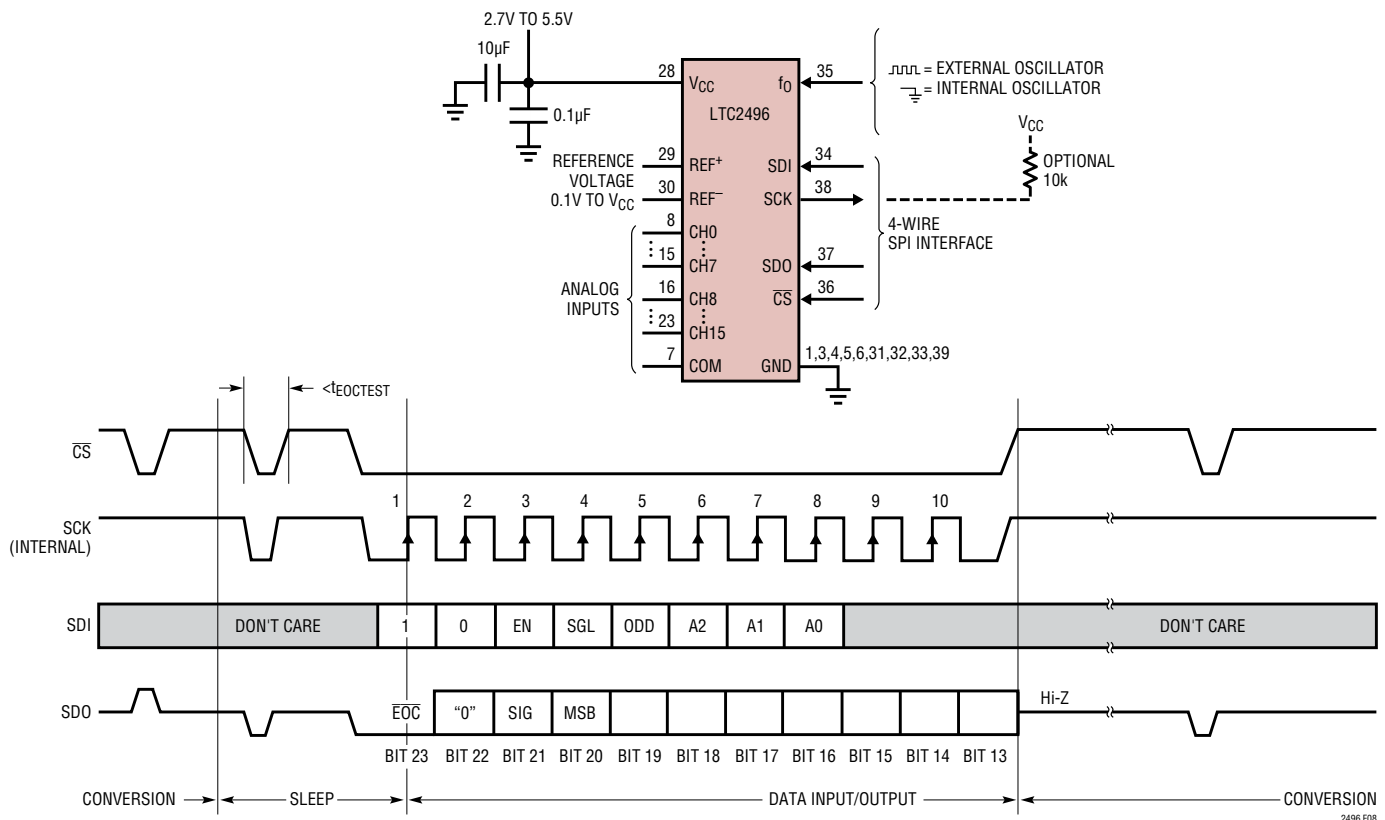 2.7V TO 5.5V
10µF
0.1µF
28
VCC
LTC2496
fO
35
= EXTERNAL OSCILLATOR
= INTERNAL OSCILLATOR
VCC
OPTIONAL
10k
REFERENCE
VOLTAGE
0.1V TO VCC
29
REF+
30
REF–
SDI
34
SCK
38
4-WIRE
SPI INTERFACE
ANALOG
INPUTS
8
CH0
15
CH7
16
CH8
23
CH15
7
COM
SDO
37
CS
36
GND
1,3,4,5,6,31,32,33,39
<tEOCTEST
CS
SCK
(INTERNAL)
1 2 3 4 5 6 7 8 9 10
SDI
DON'T CARE 1 0 EN SGL ODD A2 A1 A0 DON'T CARE
SDO
EOC "0" SIG MSB Hi-Z
BIT 23 BIT 22 BIT 21 BIT 20 BIT 19 BIT 18 BIT 17 BIT 16 BIT 15 BIT 14 BIT 13
CONVERSION SLEEP DATA INPUT/OUTPUT CONVERSION
2496 F08